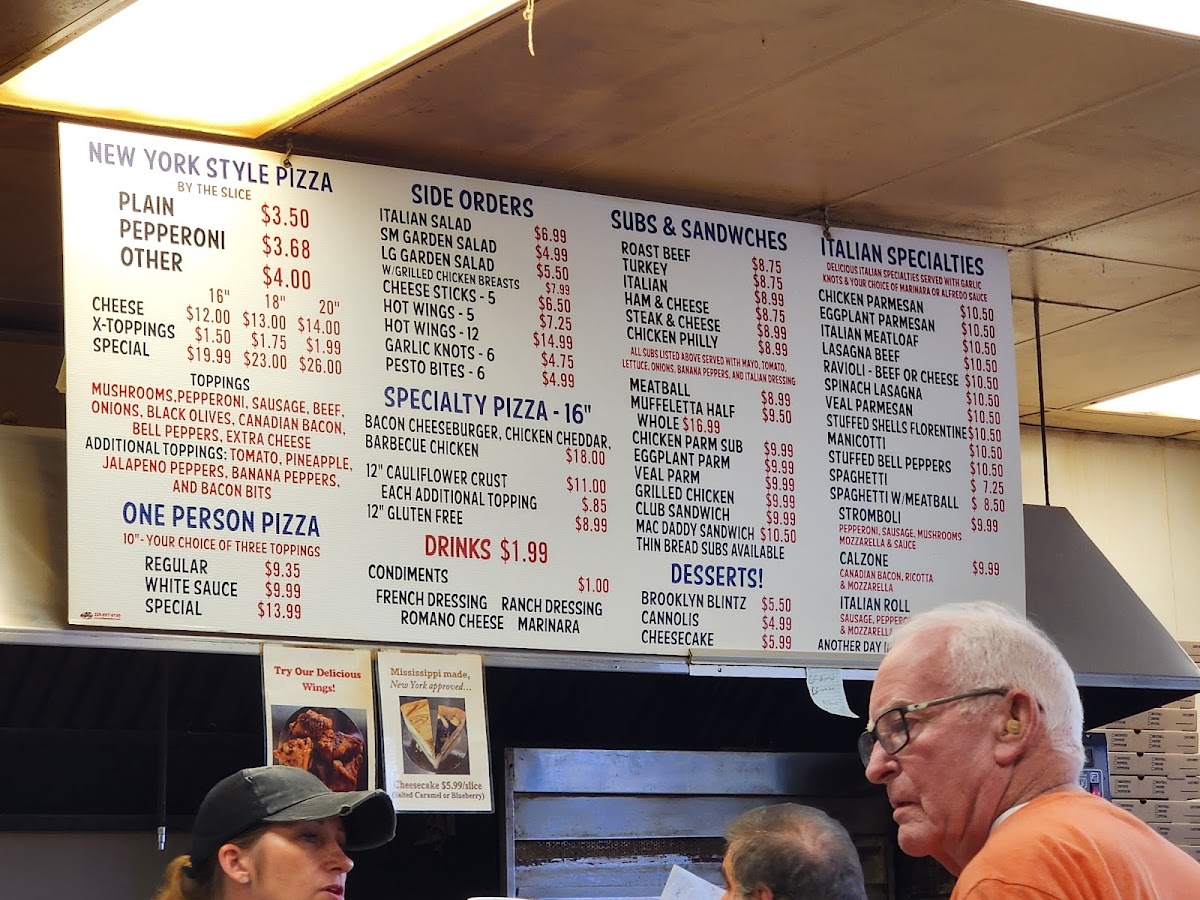 NEW YORK STYLE PIZZA
BY THE SLICE
PLAIN $3.50
PEPPERONI $3.68
OTHER $4.00
16" 18" 20"
CHEESE $12.00 $13.00 $14.00
X-TOPPINGS $1.50 $1.75 $1.99
SPECIAL $19.99 $23.00 $26.00
TOPPINGS
MUSHROOMS,PEPPERONI, SAUSAGE, BEEF,
ONIONS, BLACK OLIVES, CANADIAN BACON,
BELL PEPPERS, EXTRA CHEESE
ADDITIONAL TOPPINGS: TOMATO, PINEAPPLE,
JALAPENO PEPPERS, BANANA PEPPERS,
AND BACON BITS
ONE PERSON PIZZA
10"- YOUR CHOICE OF THREE TOPPINGS
REGULAR $9.35
WHITE SAUCE $9.99
SPECIAL $13.99
SIDE ORDERS
ITALIAN SALAD $6.99
SM GARDEN SALAD $4.99
LG GARDEN SALAD $5.50
W/GRILLED CHICKEN BREASTS $7.99
CHEESE STICKS - 5 $6.50
HOT WINGS - 5 $7.25
HOT WINGS - 12 $14.99
GARLIC KNOTS - 6 $4.75
PESTO BITES - 6 $4.99
SPECIALTY PIZZA - 16"
BACON CHEESEBURGER, CHICKEN CHEDDAR,
BARBECUE CHICKEN $18.00
12" CAULIFLOWER CRUST $11.00
EACH ADDITIONAL TOPPING $.85
12" GLUTEN FREE $8.99
DRINKS $1.99
CONDIMENTS $1.00
FRENCH DRESSING RANCH DRESSING
ROMANO CHEESE MARINARA
SUBS & SANDWCHES
ROAST BEEF $8.75
TURKEY $8.75
ITALIAN $8.99
HAM & CHEESE $8.75
STEAK & CHEESE $8.99
CHICKEN PHILLY $8.99
ALL SUBS LISTED ABOVE SERVED WITH MAYO, TOMATO,
LETTUCE, ONIONS, BANANA PEPPERS, AND ITALIAN DRESSING
MEATBALL $8.99
MUFFELETTA HALF $9.50
WHOLE $16.99
CHICKEN PARM SUB $9.99
EGGPLANT PARM $9.99
VEAL PARM $9.99
GRILLED CHICKEN $9.99
CLUB SANDWICH $9.99
MAC DADDY SANDWICH $10.50
THIN BREAD SUBS AVAILABLE
DESSERTS!
BROOKLYN BLINTZ $5.50
CANNOLIS $4.99
CHEESECAKE $5.99
ITALIAN SPECIALTIES
DELICIOUS ITALIAN SPECIALTIES SERVED WITH GARLIC
KNOTS & YOUR CHOICE OF MARINARA OR ALFREDO SAUCE
CHICKEN PARMESAN $10.50
EGGPLANT PARMESAN $10.50
ITALIAN MEATLOAF $10.50
LASAGNA BEEF $10.50
RAVIOLI - BEEF OR CHEESE $10.50
SPINACH LASAGNA $10.50
VEAL PARMESAN $10.50
STUFFED SHELLS FLORENTINE $10.50
MANICOTTI $10.50
STUFFED BELL PEPPERS $10.50
SPAGHETTI $ 7.25
SPAGHETTI W/MEATBALL $ 8.50
STROMBOLI $9.99
PEPPERONI, SAUSAGE, MUSHROOMS
MOZZARELLA & SAUCE
CALZONE $9.99
CANADIAN BACON, RICOTTA
& MOZZARELLA
ITALIAN ROLL
SAUSAGE,
& MOZZARELLA
ANOTHER DAY
Try Our Delicious
Wings!
Mississippi made,
New York approved...
Cheesecake $5.99/slice
(Salted Caramel or Blueberry)